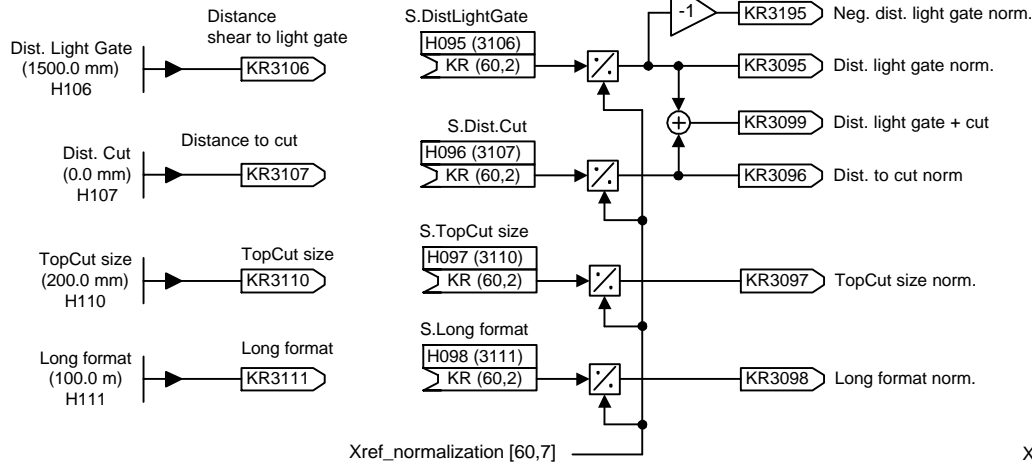 Distance
shear to light gate
Dist. Light Gate
(1500.0 mm)
H106
KR3106
S.DistLightGate
H095 (3106)
KR (60,2)
-1
KR3195
Neg. dist. light gate norm.
KR3095
Dist. light gate norm.
+
KR3099
Dist. light gate + cut
Dist. Cut
(0.0 mm)
H107
Distance to cut
KR3107
S.Dist.Cut
H096 (3107)
KR (60,2)
KR3096
Dist. to cut norm
TopCut size
(200.0 mm)
H110
TopCut size
KR3110
S.TopCut size
H097 (3110)
KR (60,2)
KR3097
TopCut size norm.
Long format
(100.0 m)
H111
Long format
KR3111
S.Long format
H098 (3111)
KR (60,2)
KR3098
Long format norm.
Xref_normalization [60,7]
X